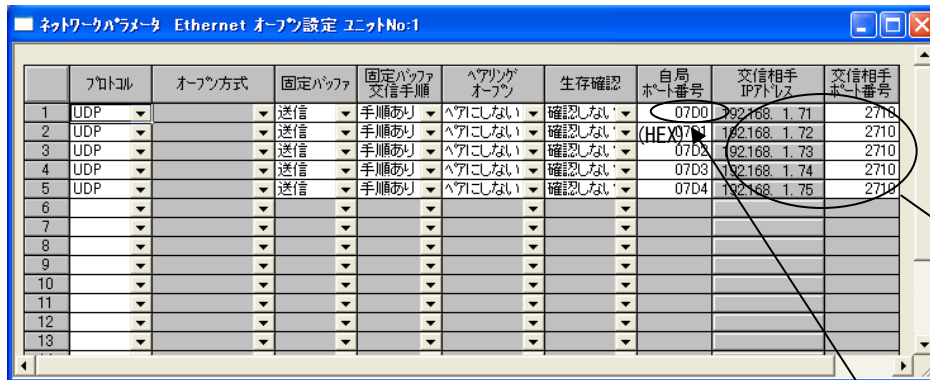 ネットワークパラメータ Ethernet オープン設定 ユニットNo:1
プロトコル オープン方式 固定バッファ 固定バッファ交信手順 ペアリングオープン 生存確認 自局ポート番号 交信相手IPアドレス 交信相手ポート番号
1 UDP 送信 手順あり ペアにしない 確認しない 07D0 192.168. 1. 71 2710
2 UDP 送信 手順あり ペアにしない 確認しない 07D1 192.168. 1. 72 2710
(HEX)
3 UDP 送信 手順あり ペアにしない 確認しない 07D2 192.168. 1. 73 2710
4 UDP 送信 手順あり ペアにしない 確認しない 07D3 192.168. 1. 74 2710
5 UDP 送信 手順あり ペアにしない 確認しない 07D4 192.168. 1. 75 2710
6
7
8
9
10
11
12
13